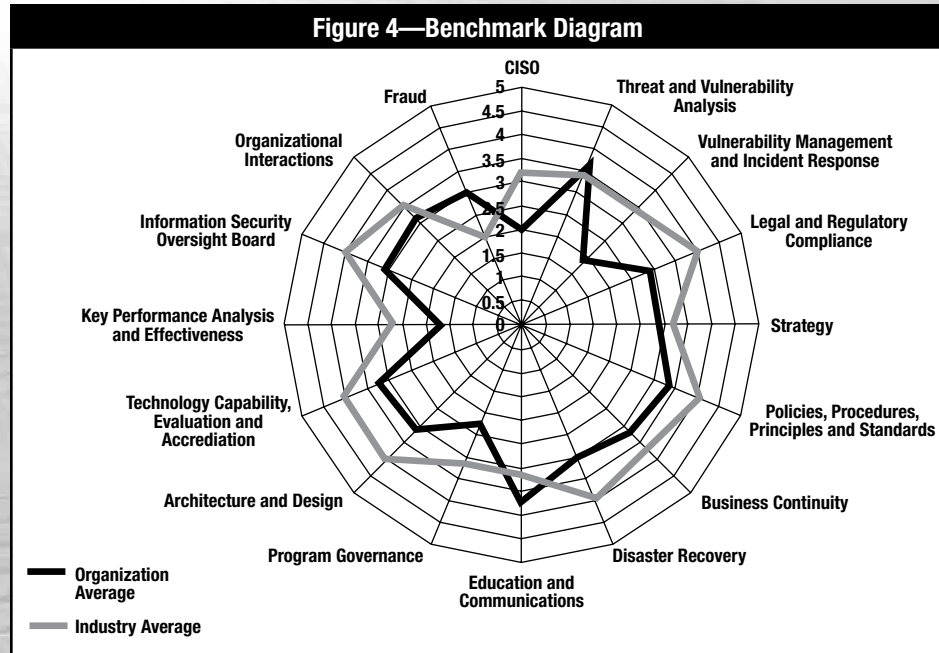 Figure 4—Benchmark Diagram
CISO
Threat and Vulnerability
Analysis
Vulnerability Management
and Incident Response
Legal and Regulatory
Compliance
Strategy
Policies, Procedures,
Principles and Standards
Business Continuity
Disaster Recovery
Education and
Communications
Program Governance
Architecture and Design
Technology Capability,
Evaluation and
Accrediation
Key Performance Analysis
and Effectiveness
Information Security
Oversight Board
Organizational
Interactions
Fraud
5
4.5
4
3.5
3
2.5
2
1.5
1
0.5
0
Organization
Average
Industry Average